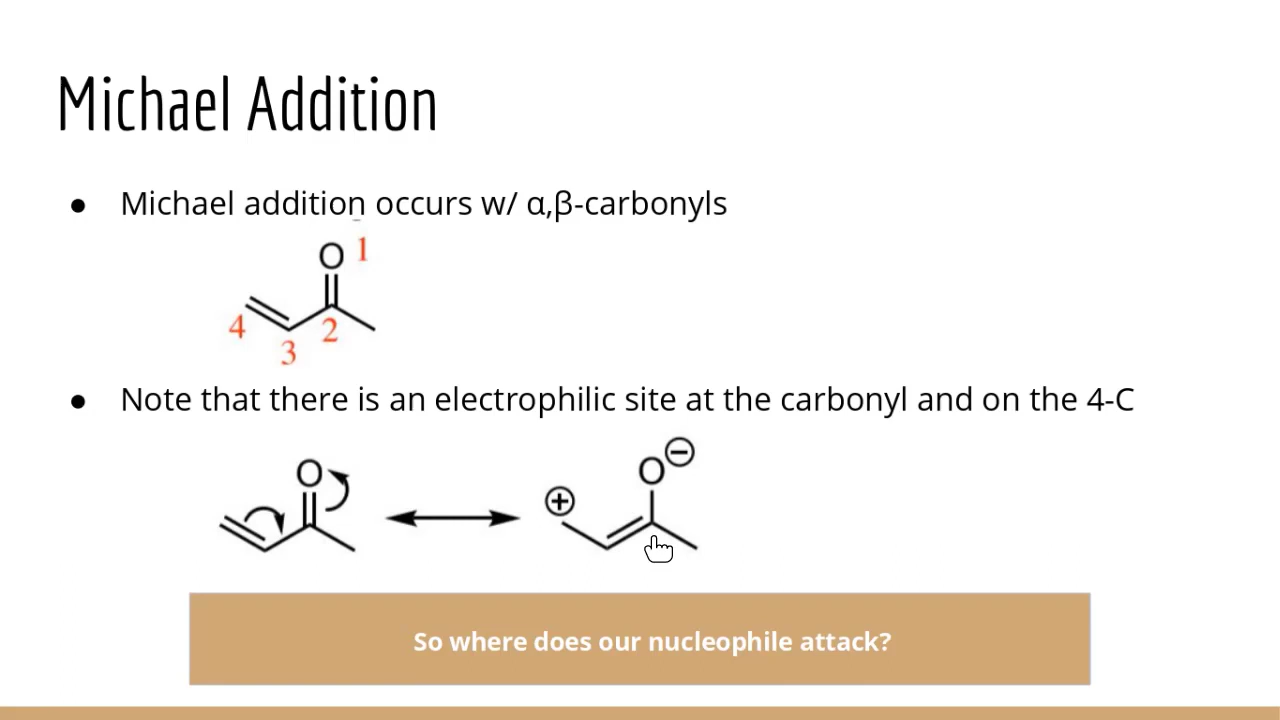 Michael Addition
● Michael addition occurs w/ α,β-carbonyls
O 1
4 2
3
● Note that there is an electrophilic site at the carbonyl and on the 4-C
O O ⊖
⊕
So where does our nucleophile attack?